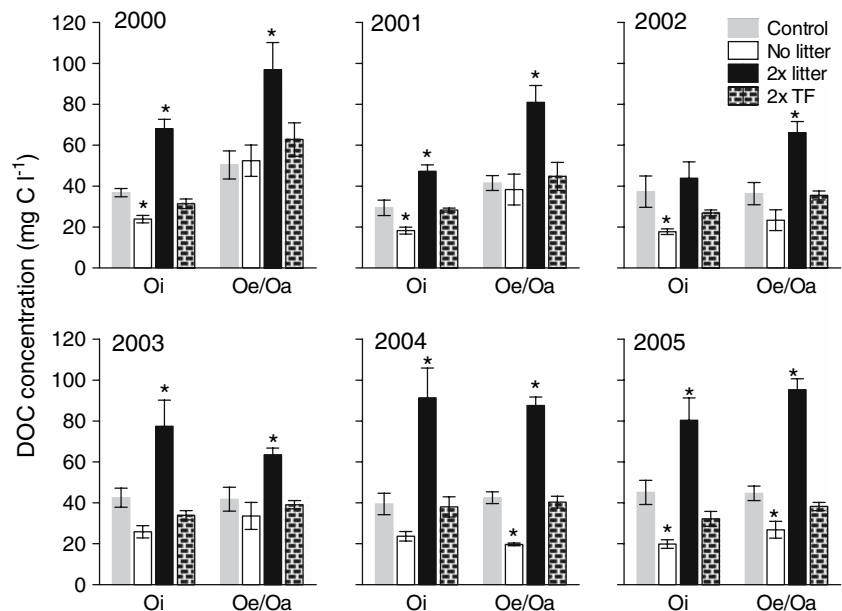 DOC concentration (mg C l⁻¹)
2000
120
100
80
60
40
20
0
*
*
*
Oi
Oe/Oa
2001
*
*
*
Oi
Oe/Oa
2002
Control
No litter
2x litter
2x TF
*
*
Oi
Oe/Oa
2003
120
100
80
60
40
20
0
*
*
Oi
Oe/Oa
2004
*
*
*
Oi
Oe/Oa
2005
*
*
*
*
Oi
Oe/Oa